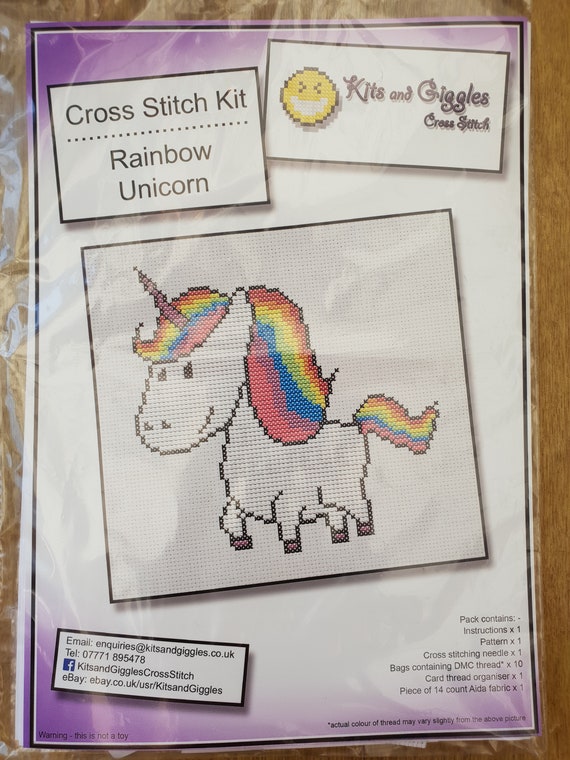 Cross Stitch Kit
Rainbow
Unicorn
Kits and Giggles
Cross Stitch
Email: enquiries@kitsandgiggles.co.uk
Tel: 07771 895478
KitsandGigglesCrossStitch
eBay: ebay.co.uk/usr/KitsandGiggles
Pack contains: -
Instructions x 1
Pattern x 1
Cross stitching needle x 1
Bags containing DMC thread* x 10
Card thread organiser x 1
Piece of 14 count Aida fabric x 1
*actual colour of thread may vary slightly from the above picture
Warning - this is not a toy